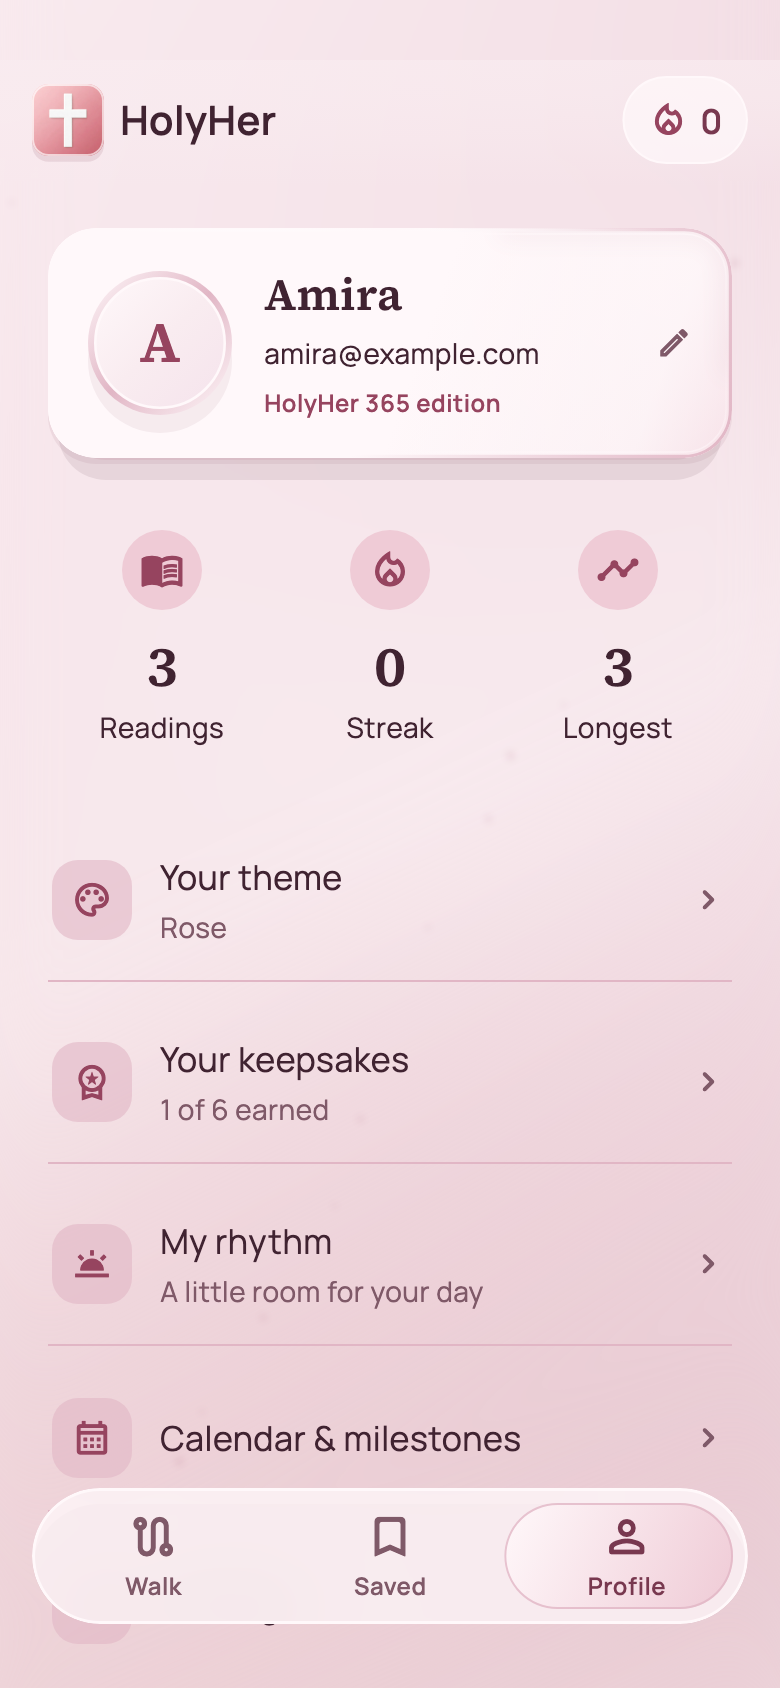 HolyHer
0
A
Amira
amira@example.com
HolyHer 365 edition
3
0
3
Readings
Streak
Longest
Your theme
Rose
Your keepsakes
1 of 6 earned
My rhythm
A little room for your day
Calendar & milestones
Walk
Saved
Profile